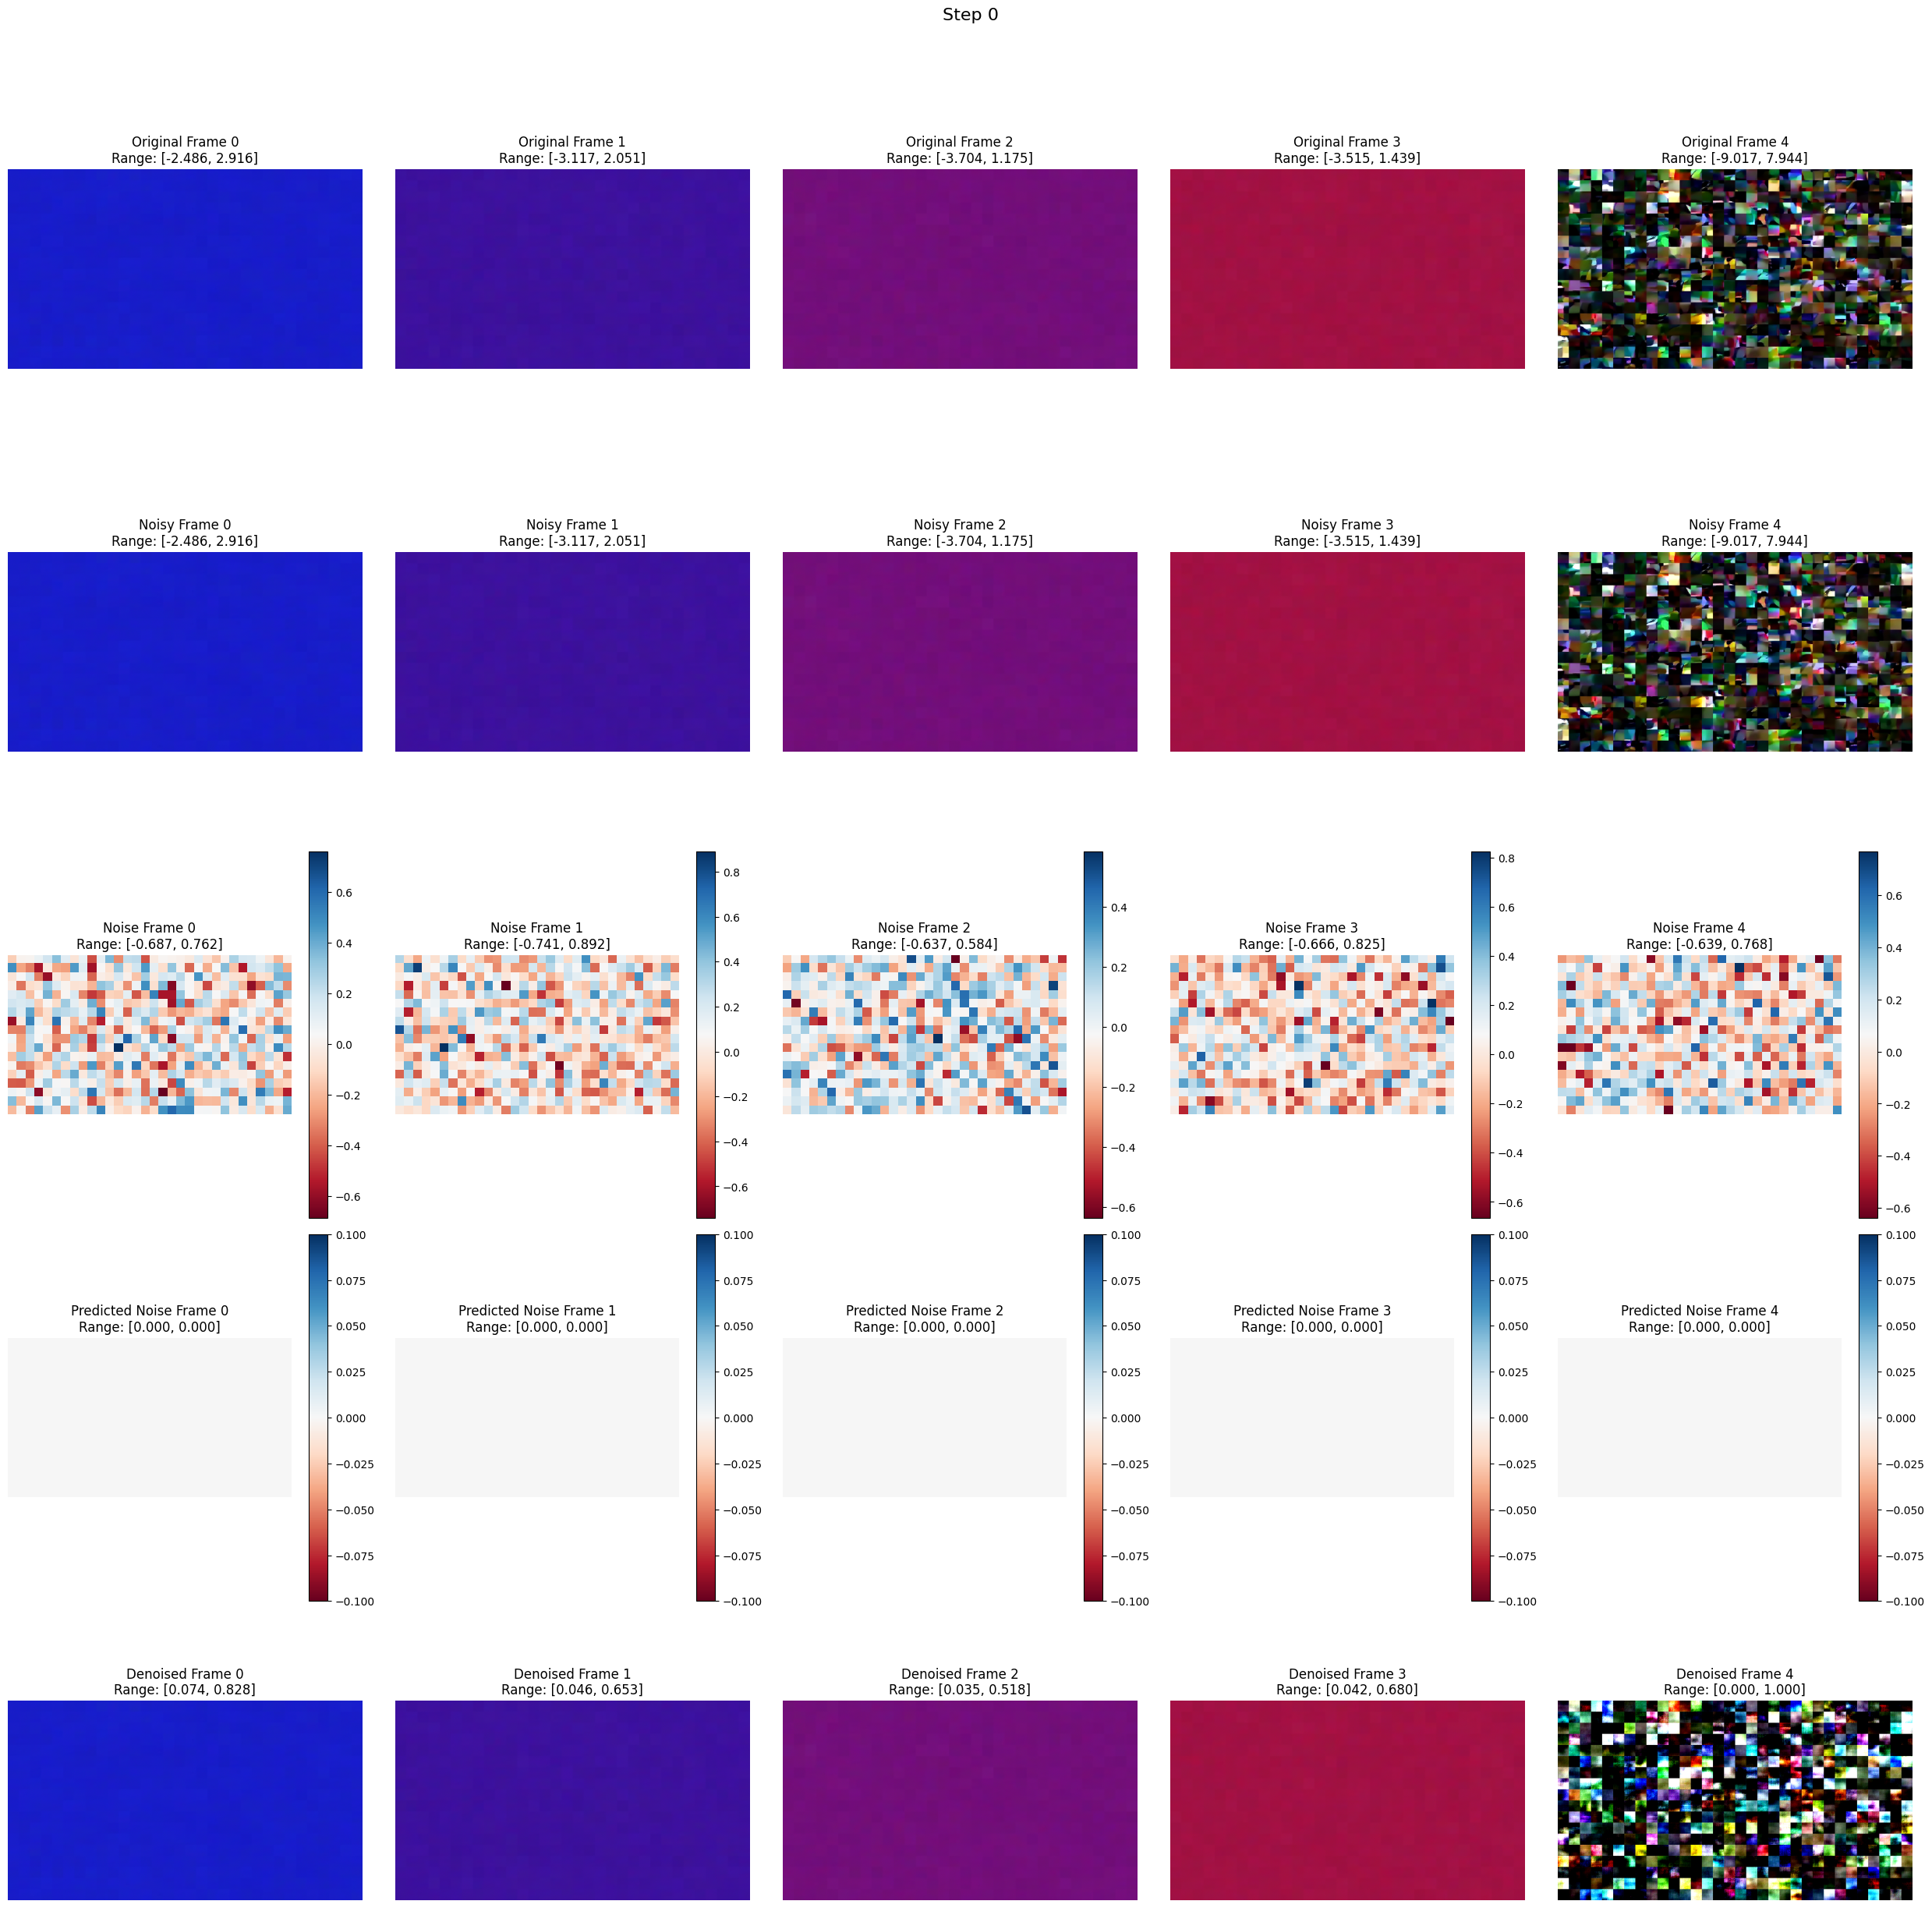 Step 0
Original Frame 0
Range: [-2.486, 2.916]
Original Frame 1
Range: [-3.117, 2.051]
Original Frame 2
Range: [-3.704, 1.175]
Original Frame 3
Range: [-3.515, 1.439]
Original Frame 4
Range: [-9.017, 7.944]
Noisy Frame 0
Range: [-2.486, 2.916]
Noisy Frame 1
Range: [-3.117, 2.051]
Noisy Frame 2
Range: [-3.704, 1.175]
Noisy Frame 3
Range: [-3.515, 1.439]
Noisy Frame 4
Range: [-9.017, 7.944]
Noise Frame 0
Range: [-0.687, 0.762]
0.6
0.4
0.2
0.0
−0.2
−0.4
−0.6
Noise Frame 1
Range: [-0.741, 0.892]
0.8
0.6
0.4
0.2
0.0
−0.2
−0.4
−0.6
Noise Frame 2
Range: [-0.637, 0.584]
0.4
0.2
0.0
−0.2
−0.4
−0.6
Noise Frame 3
Range: [-0.666, 0.825]
0.8
0.6
0.4
0.2
0.0
−0.2
−0.4
−0.6
Noise Frame 4
Range: [-0.639, 0.768]
0.6
0.4
0.2
0.0
−0.2
−0.4
−0.6
Predicted Noise Frame 0
Range: [0.000, 0.000]
0.100
0.075
0.050
0.025
0.000
−0.025
−0.050
−0.075
−0.100
Predicted Noise Frame 1
Range: [0.000, 0.000]
0.100
0.075
0.050
0.025
0.000
−0.025
−0.050
−0.075
−0.100
Predicted Noise Frame 2
Range: [0.000, 0.000]
0.100
0.075
0.050
0.025
0.000
−0.025
−0.050
−0.075
−0.100
Predicted Noise Frame 3
Range: [0.000, 0.000]
0.100
0.075
0.050
0.025
0.000
−0.025
−0.050
−0.075
−0.100
Predicted Noise Frame 4
Range: [0.000, 0.000]
0.100
0.075
0.050
0.025
0.000
−0.025
−0.050
−0.075
−0.100
Denoised Frame 0
Range: [0.074, 0.828]
Denoised Frame 1
Range: [0.046, 0.653]
Denoised Frame 2
Range: [0.035, 0.518]
Denoised Frame 3
Range: [0.042, 0.680]
Denoised Frame 4
Range: [0.000, 1.000]